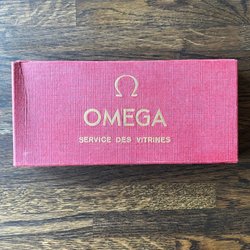 Ω
OMEGA
SERVICE DES VITRINES